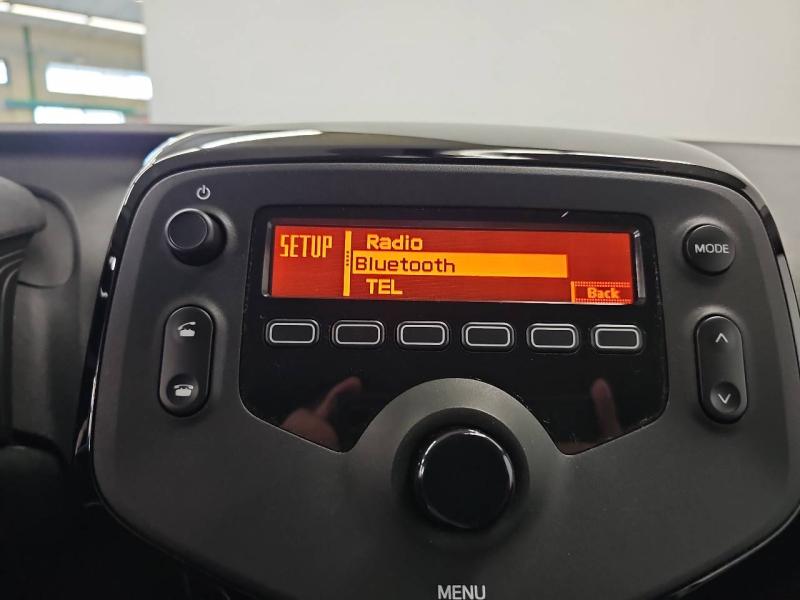 SETUP
Radio
Bluetooth
TEL
Back
MODE
MENU